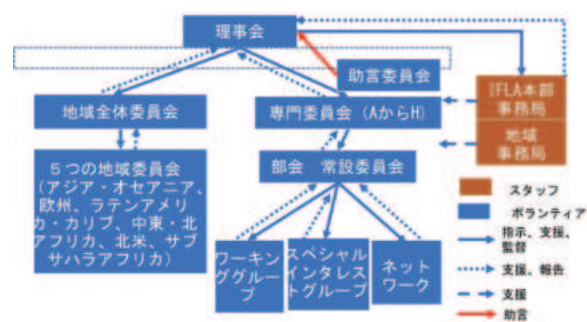 理事会
助言委員会
IFLA本部
事務局
地域全体委員会
専門委員会（AからH）
地域
事務局
５つの地域委員会
（アジア・オセアニア、
欧州、ラテンアメリ
カ・カリブ、中東・北
アフリカ、北米、サブ
サハラアフリカ）
部会　常設委員会
ワーキン
ググルー
プ
スペシャル
インタレス
トグループ
ネット
ワーク
スタッフ
ボランティア
指示、支援、
監督
支援、報告
支援
助言